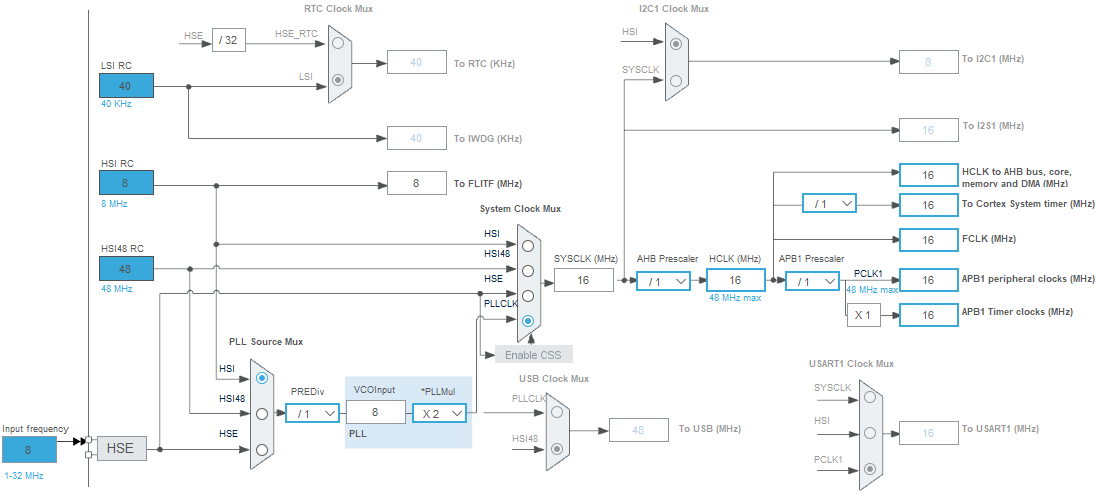 RTC Clock Mux
I2C1 Clock Mux
HSE
/ 32
HSE_RTC
HSI
LSI RC
40
To RTC (KHz)
8
To I2C1 (MHz)
SYSCLK
LSI
40
40 KHz
16
To I2S1 (MHz)
40
To IWDG (KHz)
HSI RC
8
8 MHz
8
To FLITF (MHz)
16
HCLK to AHB bus, core,
memory and DMA (MHz)
/ 1
16
To Cortex System timer (MHz)
System Clock Mux
HSI
16
FCLK (MHz)
HSI48 RC
48
48 MHz
HSI48
HSE
PLLCLK
SYSCLK (MHz)
16
AHB Prescaler
/ 1
HCLK (MHz)
16
48 MHz max
APB1 Prescaler
/ 1
PCLK1
48 MHz max
16
APB1 peripheral clocks (MHz)
X 1
16
APB1 Timer clocks (MHz)
PLL Source Mux
Enable CSS
HSI
HSI48
HSE
PREDiv
/ 1
VCOInput
8
*PLLMul
X 2
PLL
USB Clock Mux
PLLCLK
HSI48
48
To USB (MHz)
USART1 Clock Mux
SYSCLK
HSI
PCLK1
16
To USART1 (MHz)
Input frequency
8
1-32 MHz
HSE